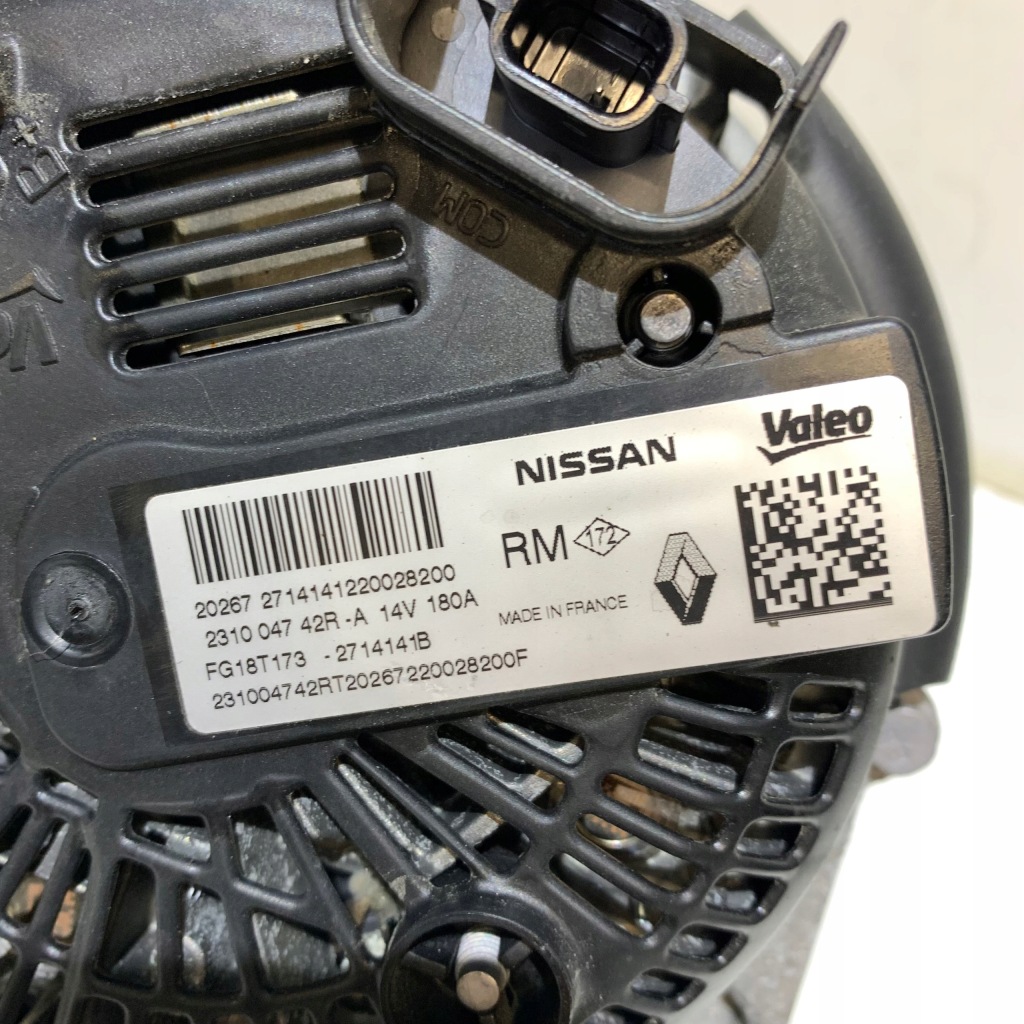 B+
COM
Valeo
NISSAN
RM 172
MADE IN FRANCE
20267 2714141220028200
2310 047 42R -A 14V 180A
FG18T173 -2714141B
231004742RT20267220028200F